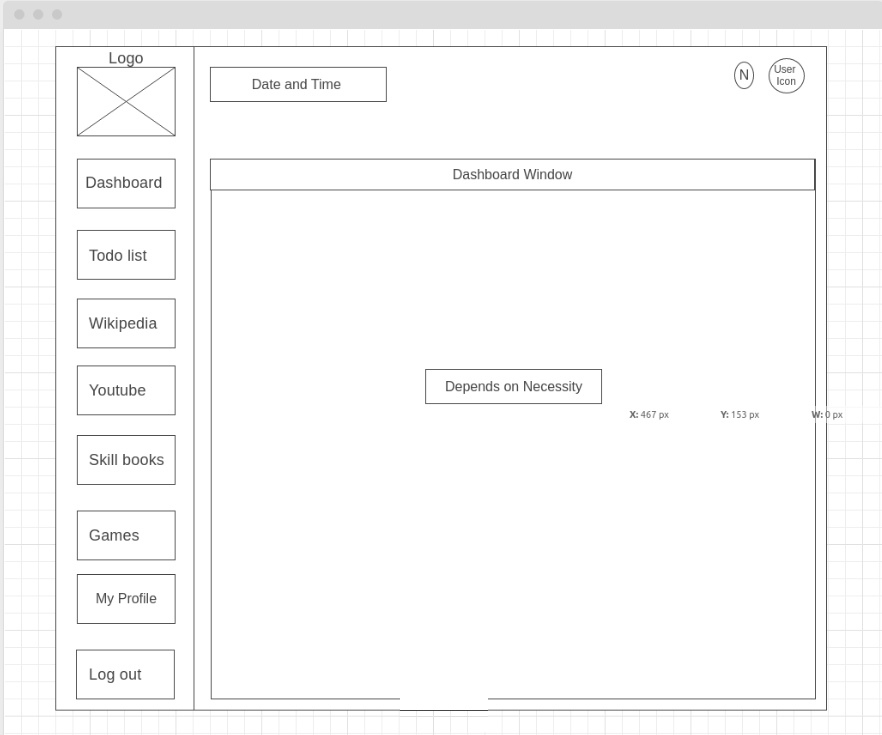 Logo
Date and Time
N
User
Icon
Dashboard
Dashboard Window
Todo list
Wikipedia
Youtube
Depends on Necessity
X: 467 px
Y: 153 px
W: 0 px
Skill books
Games
My Profile
Log out